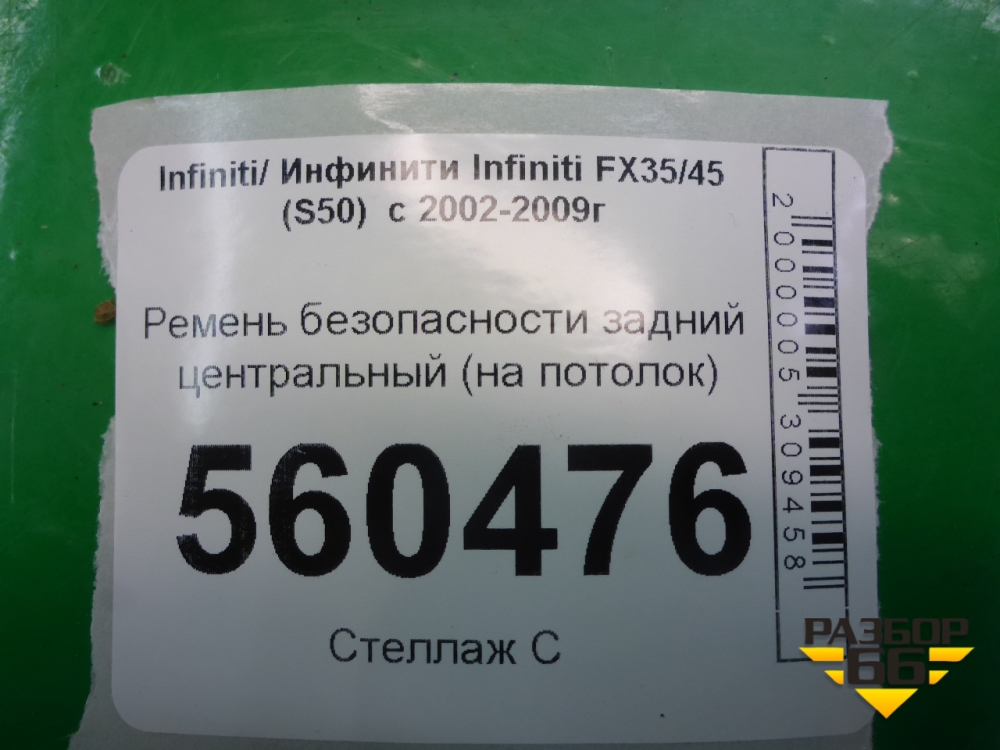 Infiniti/ Инфинити Infiniti FX35/45
(S50) с 2002-2009г
Ремень безопасности задний
центральный (на потолок)
560476
Стеллаж С
2000005309458
РАЗБОР
66